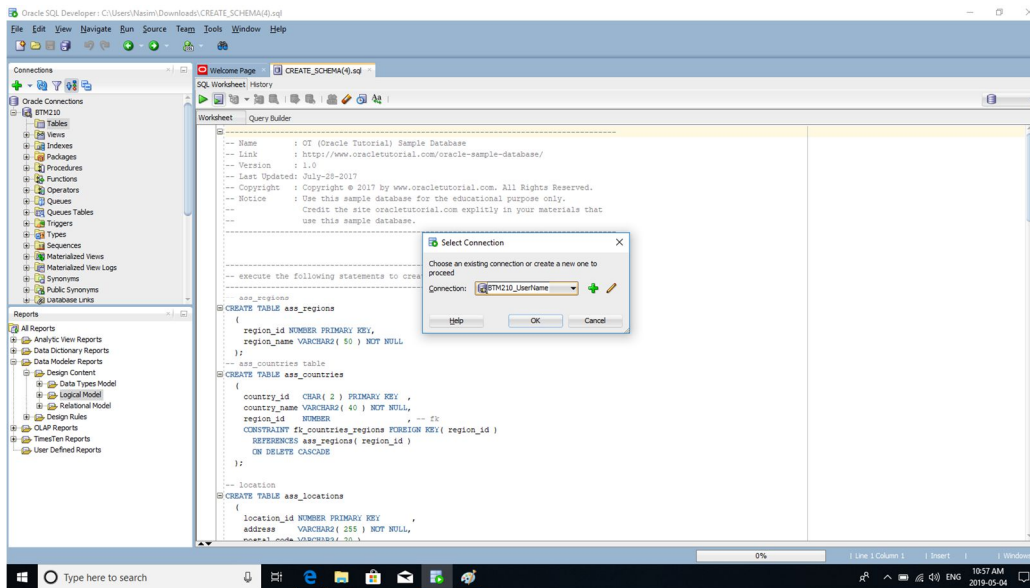 Oracle SQL Developer : C:\Users\Nasim\Downloads\CREATE_SCHEMA(4).sql
File Edit View Navigate Run Source Team Tools Window Help
Connections
Welcome Page
CREATE_SCHEMA(4).sql
SQL Worksheet History
Worksheet Query Builder
Oracle Connections
BTM210
Tables
Views
Indexes
Packages
Procedures
Functions
Operators
Queues
Queues Tables
Triggers
Types
Sequences
Materialized Views
Materialized View Logs
Synonyms
Public Synonyms
Database Links
Reports
All Reports
Analytic View Reports
Data Dictionary Reports
Data Modeler Reports
Design Content
Data Types Model
Logical Model
Relational Model
Design Rules
OLAP Reports
TimesTen Reports
User Defined Reports
-- Name : OT (Oracle Tutorial) Sample Database
-- Link : http://www.oracletutorial.com/oracle-sample-database/
-- Version : 1.0
-- Last Updated: July-28-2017
-- Copyright : Copyright © 2017 by www.oracletutorial.com. All Rights Reserved.
-- Notice : Use this sample database for the educational purpose only.
-- Credit the site oracletutorial.com explitly in your materials that
-- use this sample database.
-- execute the following statements to crea
-- ass_regions
CREATE TABLE ass_regions
(
region_id NUMBER PRIMARY KEY,
region_name VARCHAR2( 50 ) NOT NULL
);
-- ass_countries table
CREATE TABLE ass_countries
(
country_id CHAR( 2 ) PRIMARY KEY ,
country_name VARCHAR2( 40 ) NOT NULL,
region_id NUMBER , -- fk
CONSTRAINT fk_countries_regions FOREIGN KEY( region_id )
REFERENCES ass_regions( region_id )
ON DELETE CASCADE
);
-- location
CREATE TABLE ass_locations
(
location_id NUMBER PRIMARY KEY ,
address VARCHAR2( 255 ) NOT NULL,
postal_code VARCHAR2( 20 )
Select Connection
Choose an existing connection or create a new one to
proceed
Connection: BTM210_UserName
Help OK Cancel
0% Line 1 Column 1 Insert Window
Type here to search
ENG 10:57 AM
2019-05-04